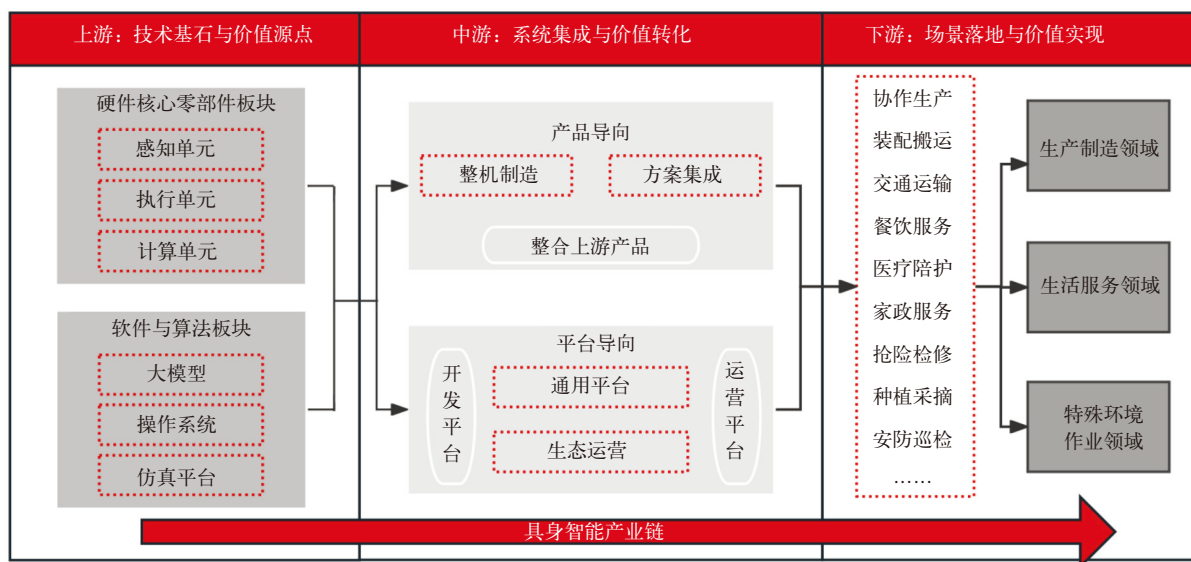 上游：技术基石与价值源点
中游：系统集成与价值转化
下游：场景落地与价值实现
硬件核心零部件板块
感知单元
执行单元
计算单元
软件与算法板块
大模型
操作系统
仿真平台
产品导向
整机制造
方案集成
整合上游产品
平台导向
开发平台
通用平台
生态运营
运营平台
协作生产
装配搬运
交通运输
餐饮服务
医疗陪护
家政服务
抢险检修
种植采摘
安防巡检
……
生产制造领域
生活服务领域
特殊环境
作业领域
具身智能产业链